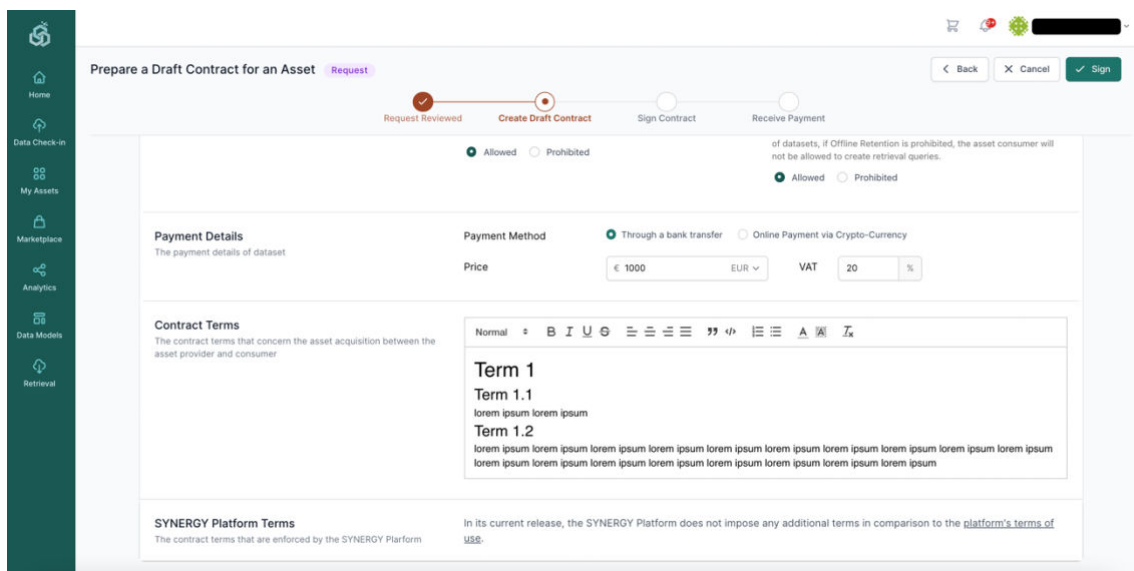 Prepare a Draft Contract for an Asset Request
Back
Cancel
Sign
Request Reviewed
Create Draft Contract
Sign Contract
Receive Payment
Home
Data Check-in
My Assets
Marketplace
Analytics
Data Models
Retrieval
Allowed Prohibited
of datasets, if Offline Retention is prohibited, the asset consumer will
not be allowed to create retrieval queries.
Allowed Prohibited
Payment Details
The payment details of dataset
Payment Method Through a bank transfer Online Payment via Crypto-Currency
Price € 1000 EUR VAT 20 %
Contract Terms
The contract terms that concern the asset acquisition between the
asset provider and consumer
Normal
Term 1
Term 1.1
lorem ipsum lorem ipsum
Term 1.2
lorem ipsum lorem ipsum lorem ipsum lorem ipsum lorem ipsum lorem ipsum lorem ipsum lorem ipsum lorem ipsum lorem ipsum
lorem ipsum lorem ipsum lorem ipsum lorem ipsum lorem ipsum lorem ipsum lorem ipsum lorem ipsum
SYNERGY Platform Terms
The contract terms that are enforced by the SYNERGY Plarform
In its current release, the SYNERGY Platform does not impose any additional terms in comparison to the platform's terms of
use.